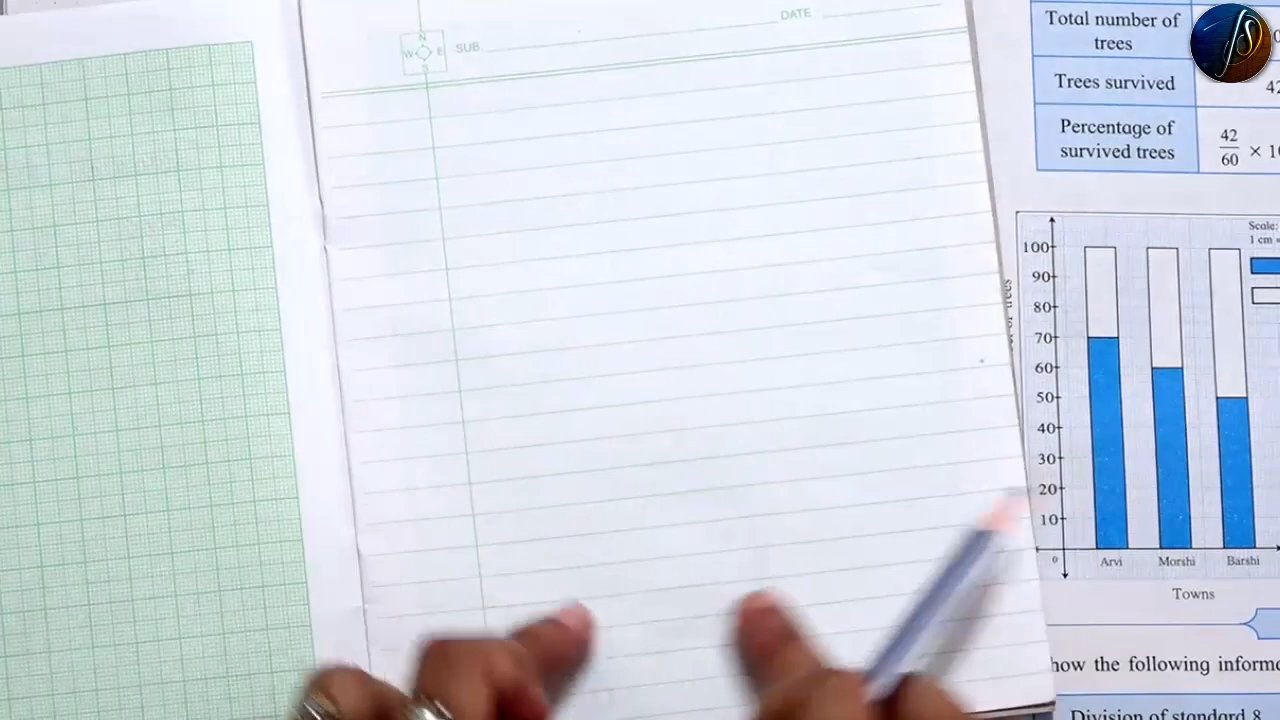 DATE
N
W E SUB
S
Total number of
trees
Trees survived 42
Percentage of
survived trees
42
60 × 10
Scale:
1 cm =
100
90
80
70
60
50
40
30
20
10
0
Arvi Morshi Barshi
Towns
how the following informa
Division of standard 8